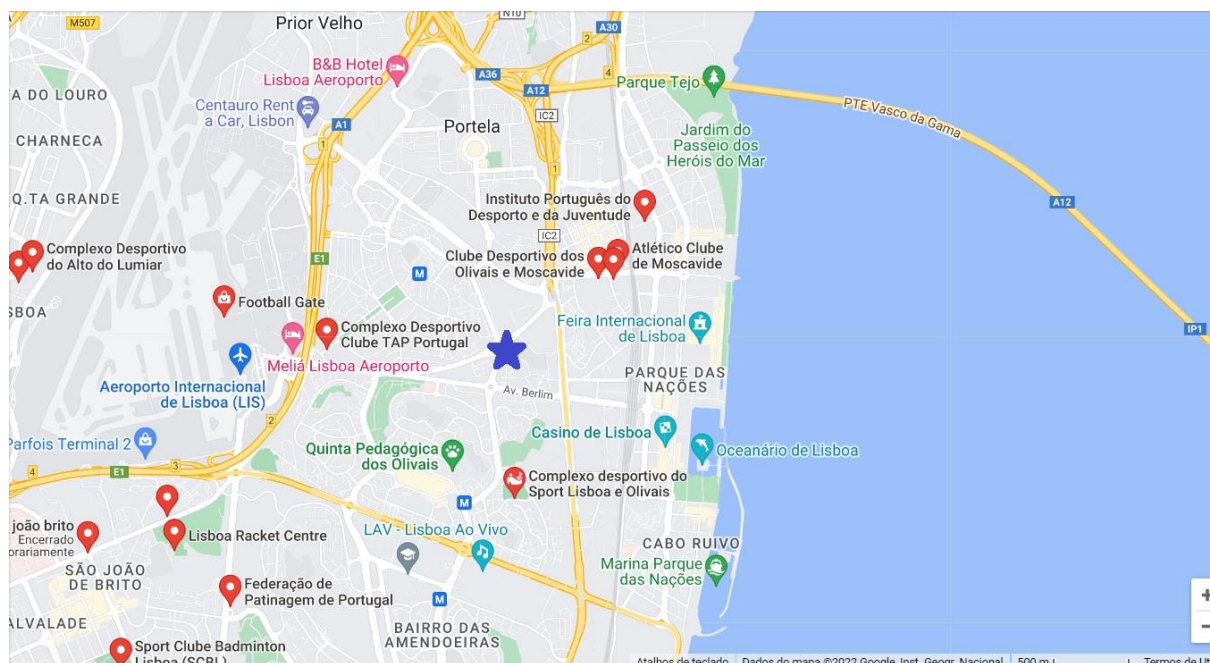 M507
Prior Velho
N10
A30
2
B&B Hotel
Lisboa Aeroporto
A36
4
A12
Parque Tejo
TA DO LOURO
Centauro Rent
a Car, Lisbon
A1
IC2
PTE Vasco da Gama
CHARNECA
1
Portela
Jardim do
Passeio dos
Heróis do Mar
1
Q.TA GRANDE
Instituto Português do
Desporto e da Juventude
A12
IC2
Complexo Desportivo
do Alto do Lumiar
E1
M
Clube Desportivo dos
Olivais e Moscavide
Atlético Clube
de Moscavide
SBOA
Football Gate
Complexo Desportivo
Clube TAP Portugal
Feira Internacional
de Lisboa
IP1
Meliá Lisboa Aeroporto
Aeroporto Internacional
de Lisboa (LIS)
Av. Berlim
PARQUE DAS
NAÇÕES
2
Parfois Terminal 2
Casino de Lisboa
Quinta Pedagógica
dos Olivais
Oceanário de Lisboa
4
E1
3
Complexo desportivo do
Sport Lisboa e Olivais
M
joão brito
Encerrado
orariamente
Lisboa Racket Centre
LAV - Lisboa Ao Vivo
CABO RUIVO
SÃO JOÃO
DE BRITO
Marina Parque
das Nações
Federação de
Patinagem de Portugal
M
ALVALADE
BAIRRO DAS
AMENDOEIRAS
Sport Clube Badminton
Lisboa (SCBL)
+
−
Atalhos de teclado
Dados do mapa ©2022 Google, Inst. Geogr. Nacional
500 m
Termos de Ut